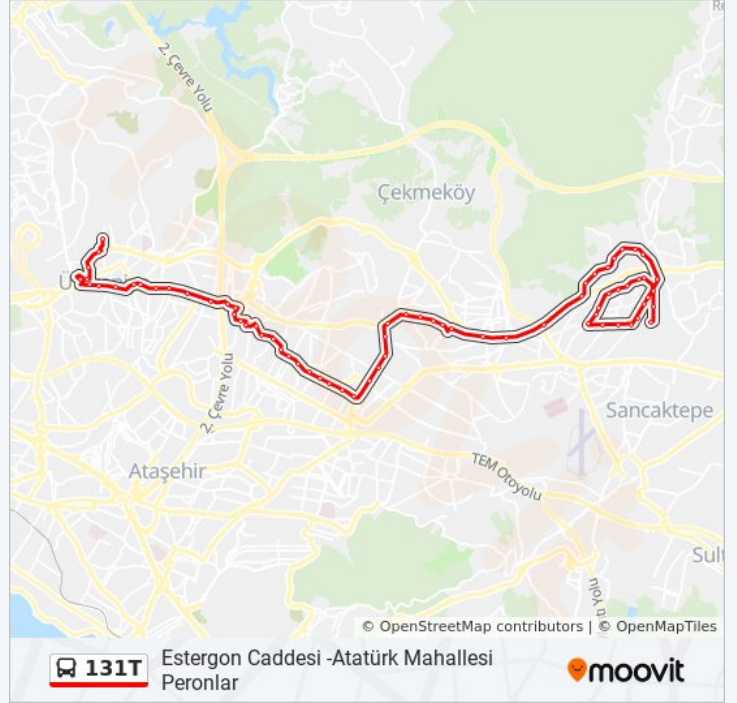 Re
2. Çevre Yolu
Çekmeköy
2. Çevre Yolu
Sancaktepe
Ataşehir
TEM Otoyolu
Sult
© OpenStreetMap contributors | © OpenMapTiles
131T
Estergon Caddesi -Atatürk Mahallesi
Peronlar
moovit